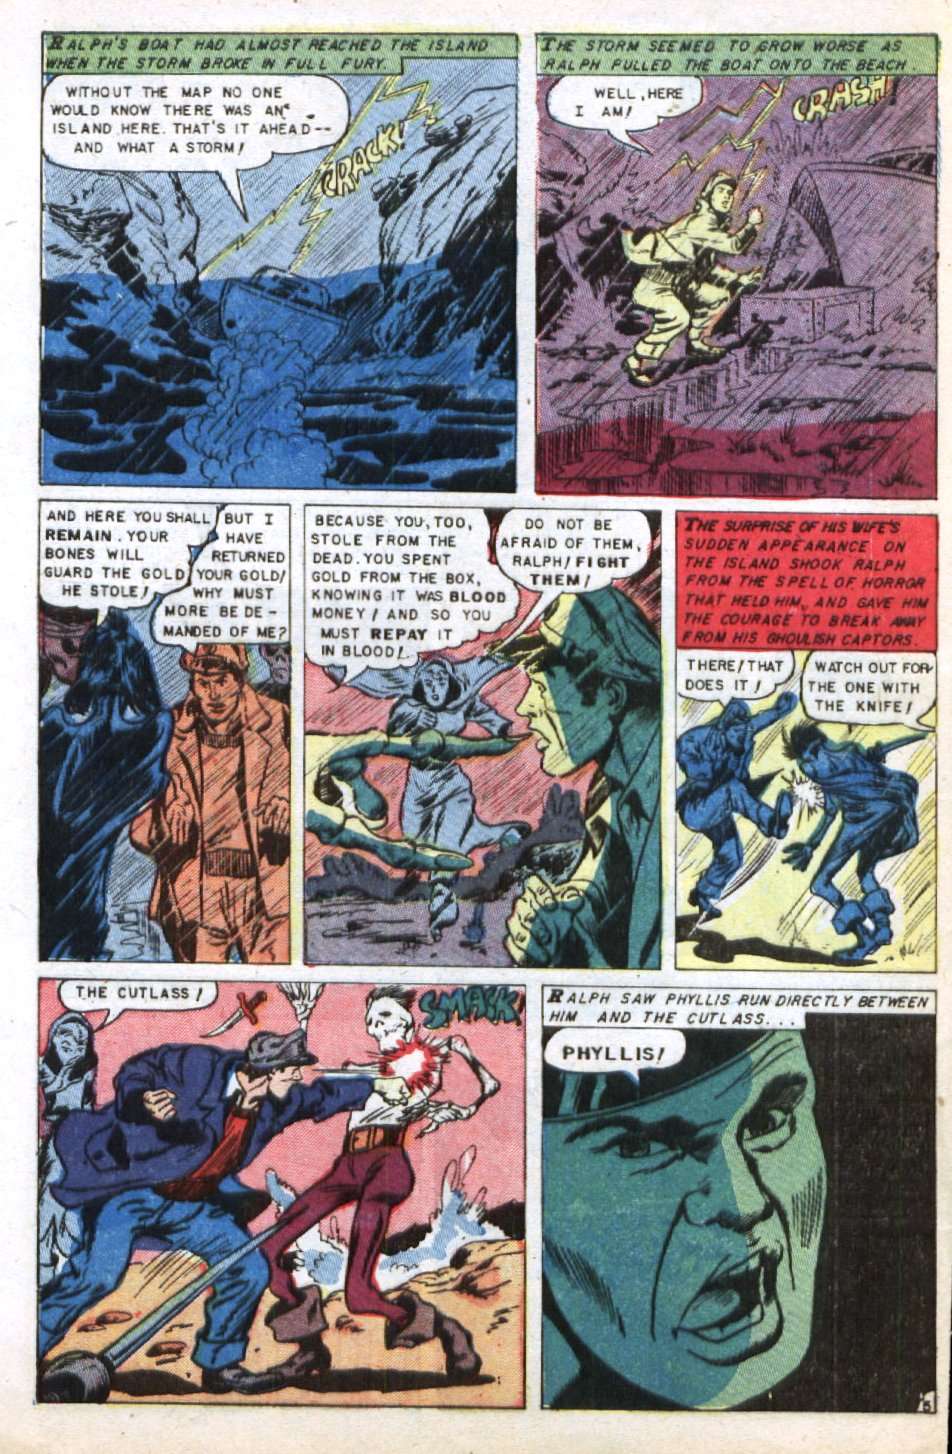 RALPH'S BOAT HAD ALMOST REACHED THE ISLAND
WHEN THE STORM BROKE IN FULL FURY.
WITHOUT THE MAP NO ONE
WOULD KNOW THERE WAS AN
ISLAND HERE. THAT'S IT AHEAD--
AND WHAT A STORM!
CRACK!
THE STORM SEEMED TO GROW WORSE AS
RALPH PULLED THE BOAT ONTO THE BEACH
WELL, HERE
I AM!
CRASH!
AND HERE YOU SHALL
REMAIN. YOUR
BONES WILL
GUARD THE GOLD
HE STOLE!
BUT I
HAVE
RETURNED
YOUR GOLD!
WHY MUST
MORE BE DE-
MANDED OF ME?
BECAUSE YOU, TOO,
STOLE FROM THE
DEAD. YOU SPENT
GOLD FROM THE BOX,
KNOWING IT WAS BLOOD
MONEY! AND SO YOU
MUST REPAY IT
IN BLOOD!
DO NOT BE
AFRAID OF THEM,
RALPH! FIGHT
THEM!
THE SURPRISE OF HIS WIFE'S
SUDDEN APPEARANCE ON
THE ISLAND SHOOK RALPH
FROM THE SPELL OF HORROR
THAT HELD HIM, AND GAVE HIM
THE COURAGE TO BREAK AWAY
FROM HIS GHOULISH CAPTORS.
THERE! THAT
DOES IT!
WATCH OUT FOR
THE ONE WITH
THE KNIFE!
THE CUTLASS!
SMACK!
RALPH SAW PHYLLIS RUN DIRECTLY BETWEEN
HIM AND THE CUTLASS...
PHYLLIS!
5